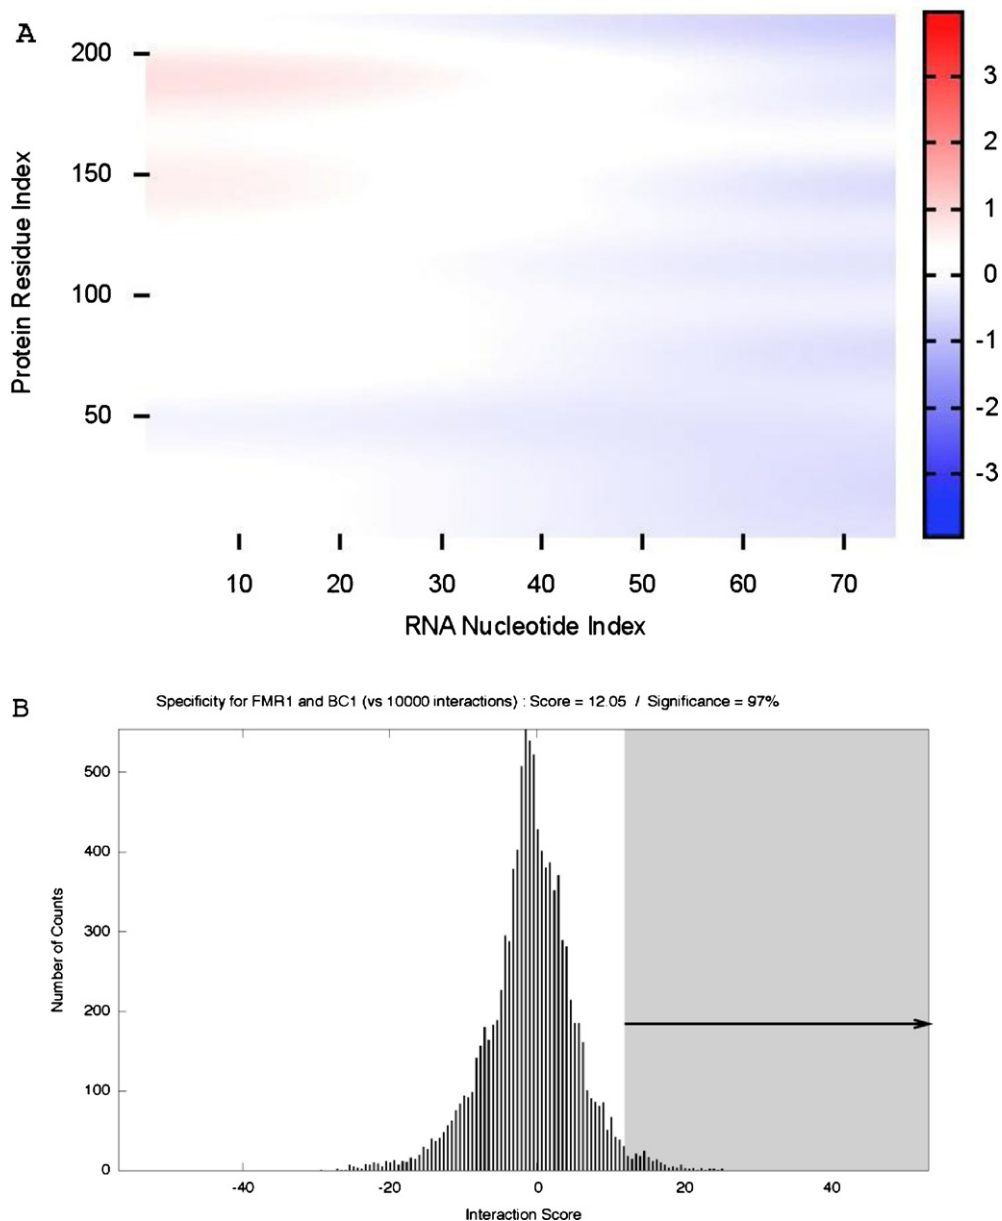 A
Protein Residue Index
200
150
100
50
10 20 30 40 50 60 70
RNA Nucleotide Index
3
2
1
0
-1
-2
-3
B
Specificity for FMR1 and BC1 (vs 10000 interactions) : Score = 12.05 / Significance = 97%
Number of Counts
500
400
300
200
100
0
-40 -20 0 20 40
Interaction Score